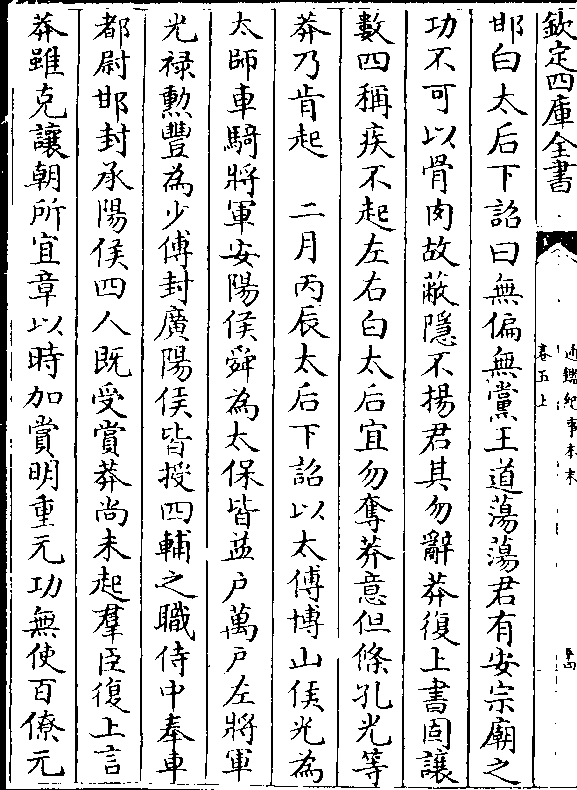 欽定四庫全書
通鑑紀事本末
卷五上
邯白太后下詔曰無偏無黨王道蕩蕩君有安宗廟之
功不可以骨肉故蔽隱不揚君其勿辭莽復上書固讓
數四稱疾不起左右白太后宜勿奪莽意但條孔光等
莽乃肯起　二月丙辰太后下詔以太傅博山侯光為
太師車騎將軍安陽侯舜為太保皆益户萬户左將軍
光禄勲豐為少傅封廣陽侯皆授四輔之職侍中奉車
都尉邯封承陽侯四人既受賞莽尚未起羣臣復上言
莽雖克讓朝所宜章以時加賞明重元功無使百僚元